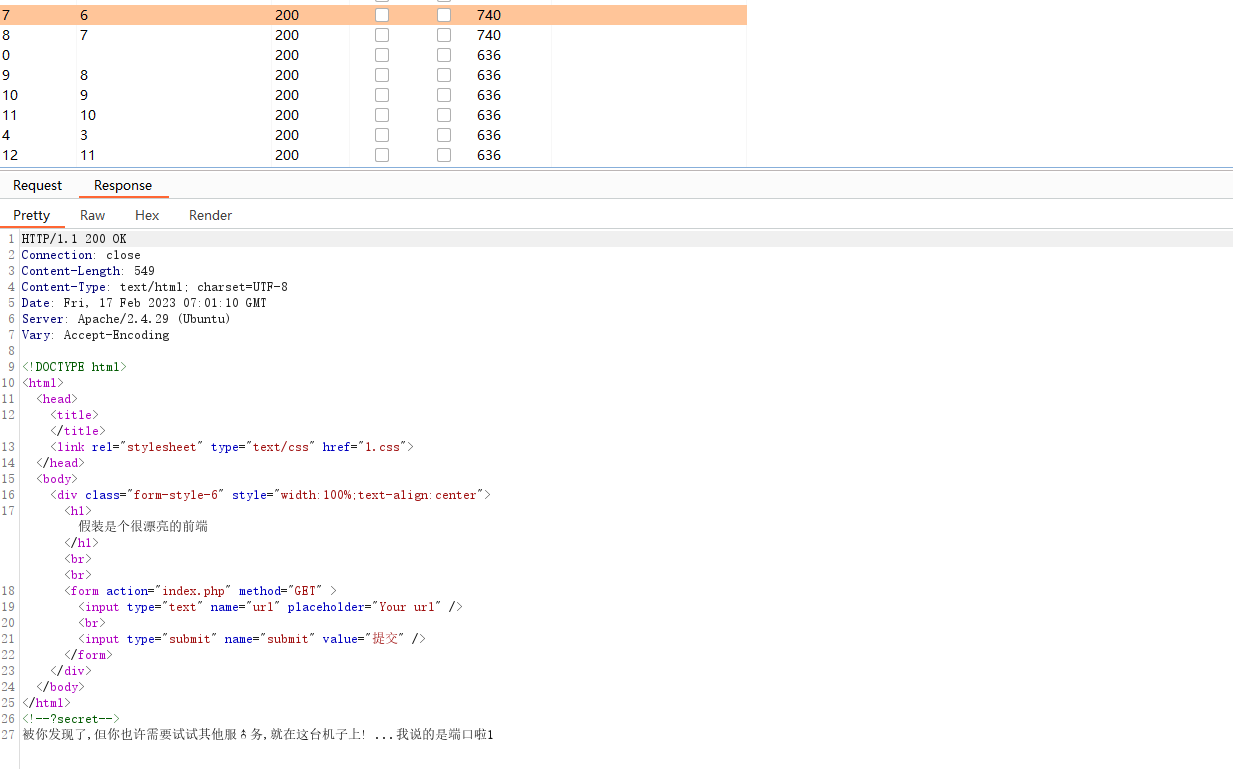 7 6 200 740
8 7 200 740
0 200 636
9 8 200 636
10 9 200 636
11 10 200 636
4 3 200 636
12 11 200 636
Request Response
Pretty Raw Hex Render
1 HTTP/1.1 200 OK
2 Connection: close
3 Content-Length: 549
4 Content-Type: text/html; charset=UTF-8
5 Date: Fri, 17 Feb 2023 07:01:10 GMT
6 Server: Apache/2.4.29 (Ubuntu)
7 Vary: Accept-Encoding
8
9 <!DOCTYPE html>
10 <html>
11 <head>
12 <title>
</title>
13 <link rel="stylesheet" type="text/css" href="1.css">
14 </head>
15 <body>
16 <div class="form-style-6" style="width:100%;text-align:center">
17 <h1>
假装是个很漂亮的前端
</h1>
<br>
<br>
18 <form action="index.php" method="GET" >
19 <input type="text" name="url" placeholder="Your url" />
20 <br>
21 <input type="submit" name="submit" value="提交" />
22 </form>
23 </div>
24 </body>
25 </html>
26 <!--?secret-->
27 被你发现了,但你也许需要试试其他服务,就在这台机子上! ...我说的是端口啦1